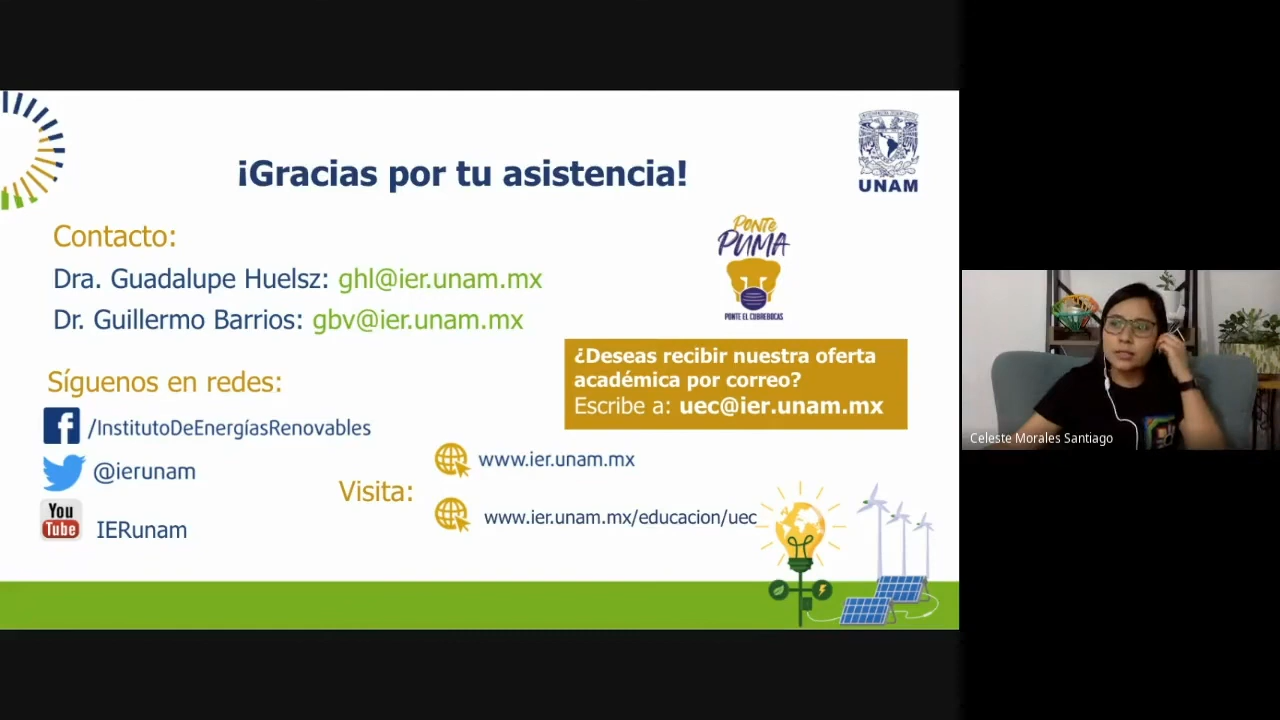 ¡Gracias por tu asistencia!
UNAM
Contacto:
Dra. Guadalupe Huelsz: ghl@ier.unam.mx
Dr. Guillermo Barrios: gbv@ier.unam.mx
PONTE
PUMA
PONTE EL CUBREBOCAS
¿Deseas recibir nuestra oferta
académica por correo?
Escribe a: uec@ier.unam.mx
Síguenos en redes:
/InstitutoDeEnergíasRenovables
@ierunam
You
Tube
IERunam
Visita:
www.ier.unam.mx
www.ier.unam.mx/educacion/uec
Celeste Morales Santiago